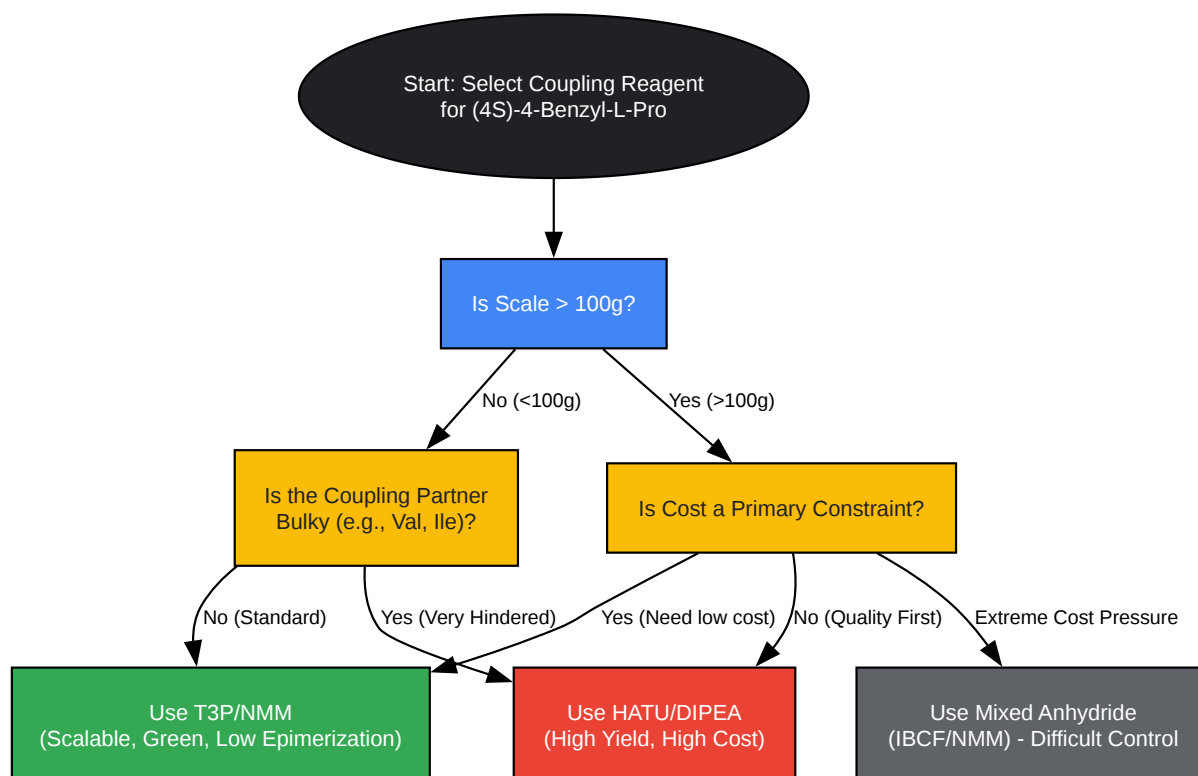 Start: Select Coupling Reagent
for (4S)-4-Benzyl-L-Pro
Is Scale > 100g?
No (<100g)
Yes (>100g)
Is the Coupling Partner
Bulky (e.g., Val, Ile)?
Is Cost a Primary Constraint?
No (Standard)
Yes (Very Hindered)
Yes (Need low cost)
No (Quality First)
Extreme Cost Pressure
Use T3P/NMM
(Scalable, Green, Low Epimerization)
Use HATU/DIPEA
(High Yield, High Cost)
Use Mixed Anhydride
(IBCF/NMM) - Difficult Control